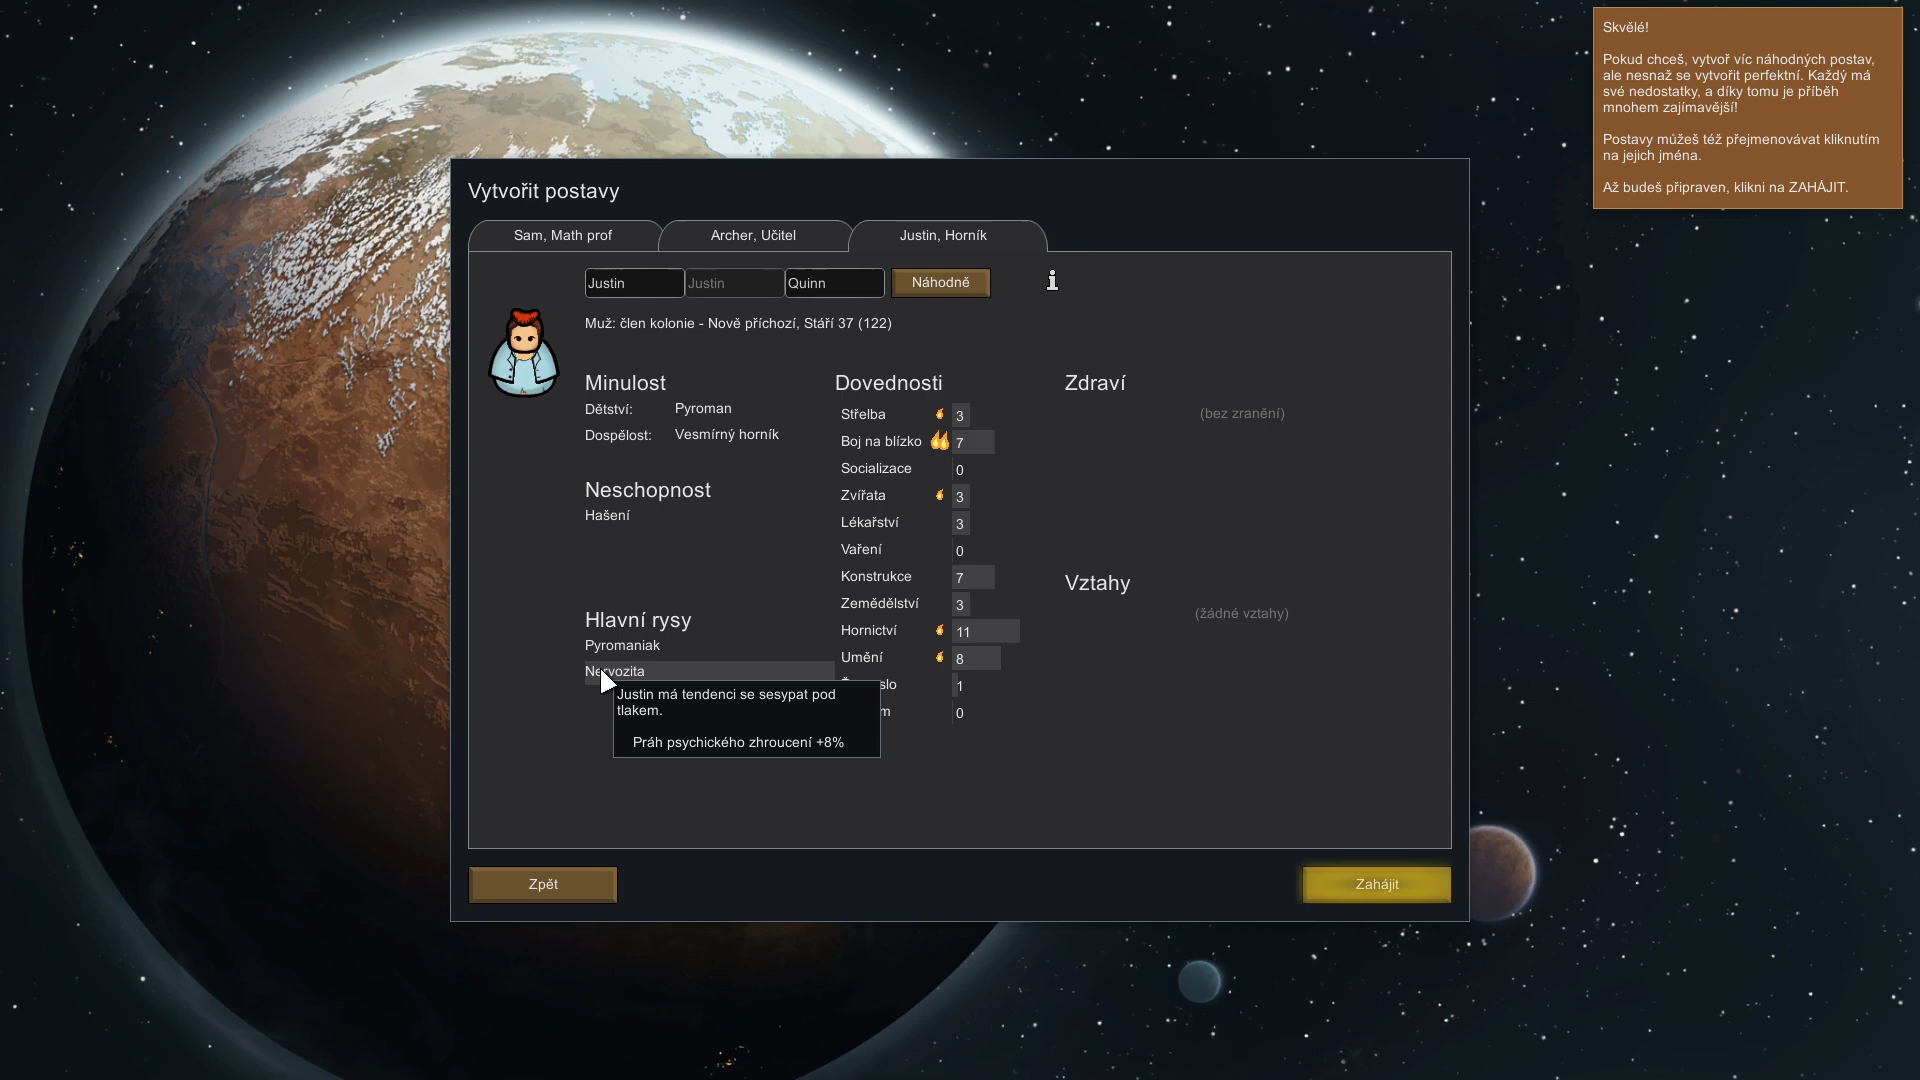 Skvělé!
Pokud chceš, vytvoř víc náhodných postav,
ale nesnaž se vytvořit perfektní. Každý má
své nedostatky, a díky tomu je příběh
mnohem zajímavější!
Postavy můžeš též přejmenovávat kliknutím
na jejich jména.
Až budeš připraven, klikni na ZAHÁJIT.
Vytvořit postavy
Sam, Math prof
Archer, Učitel
Justin, Horník
Justin
Justin
Quinn
Náhodně
Muž: člen kolonie - Nově příchozí, Stáří 37 (122)
Minulost
Dětství: Pyroman
Dospělost: Vesmírný horník
Neschopnost
Hašení
Hlavní rysy
Pyromaniak
Nervozita
Justin má tendenci se sesypat pod
tlakem.
Práh psychického zhroucení +8%
Dovednosti
Střelba 3
Boj na blízko 7
Socializace 0
Zvířata 3
Lékařství 3
Vaření 0
Konstrukce 7
Zemědělství 3
Hornictví 11
Umění 8
1
0
Zdraví
(bez zranění)
Vztahy
(žádné vztahy)
Zpět
Zahájit